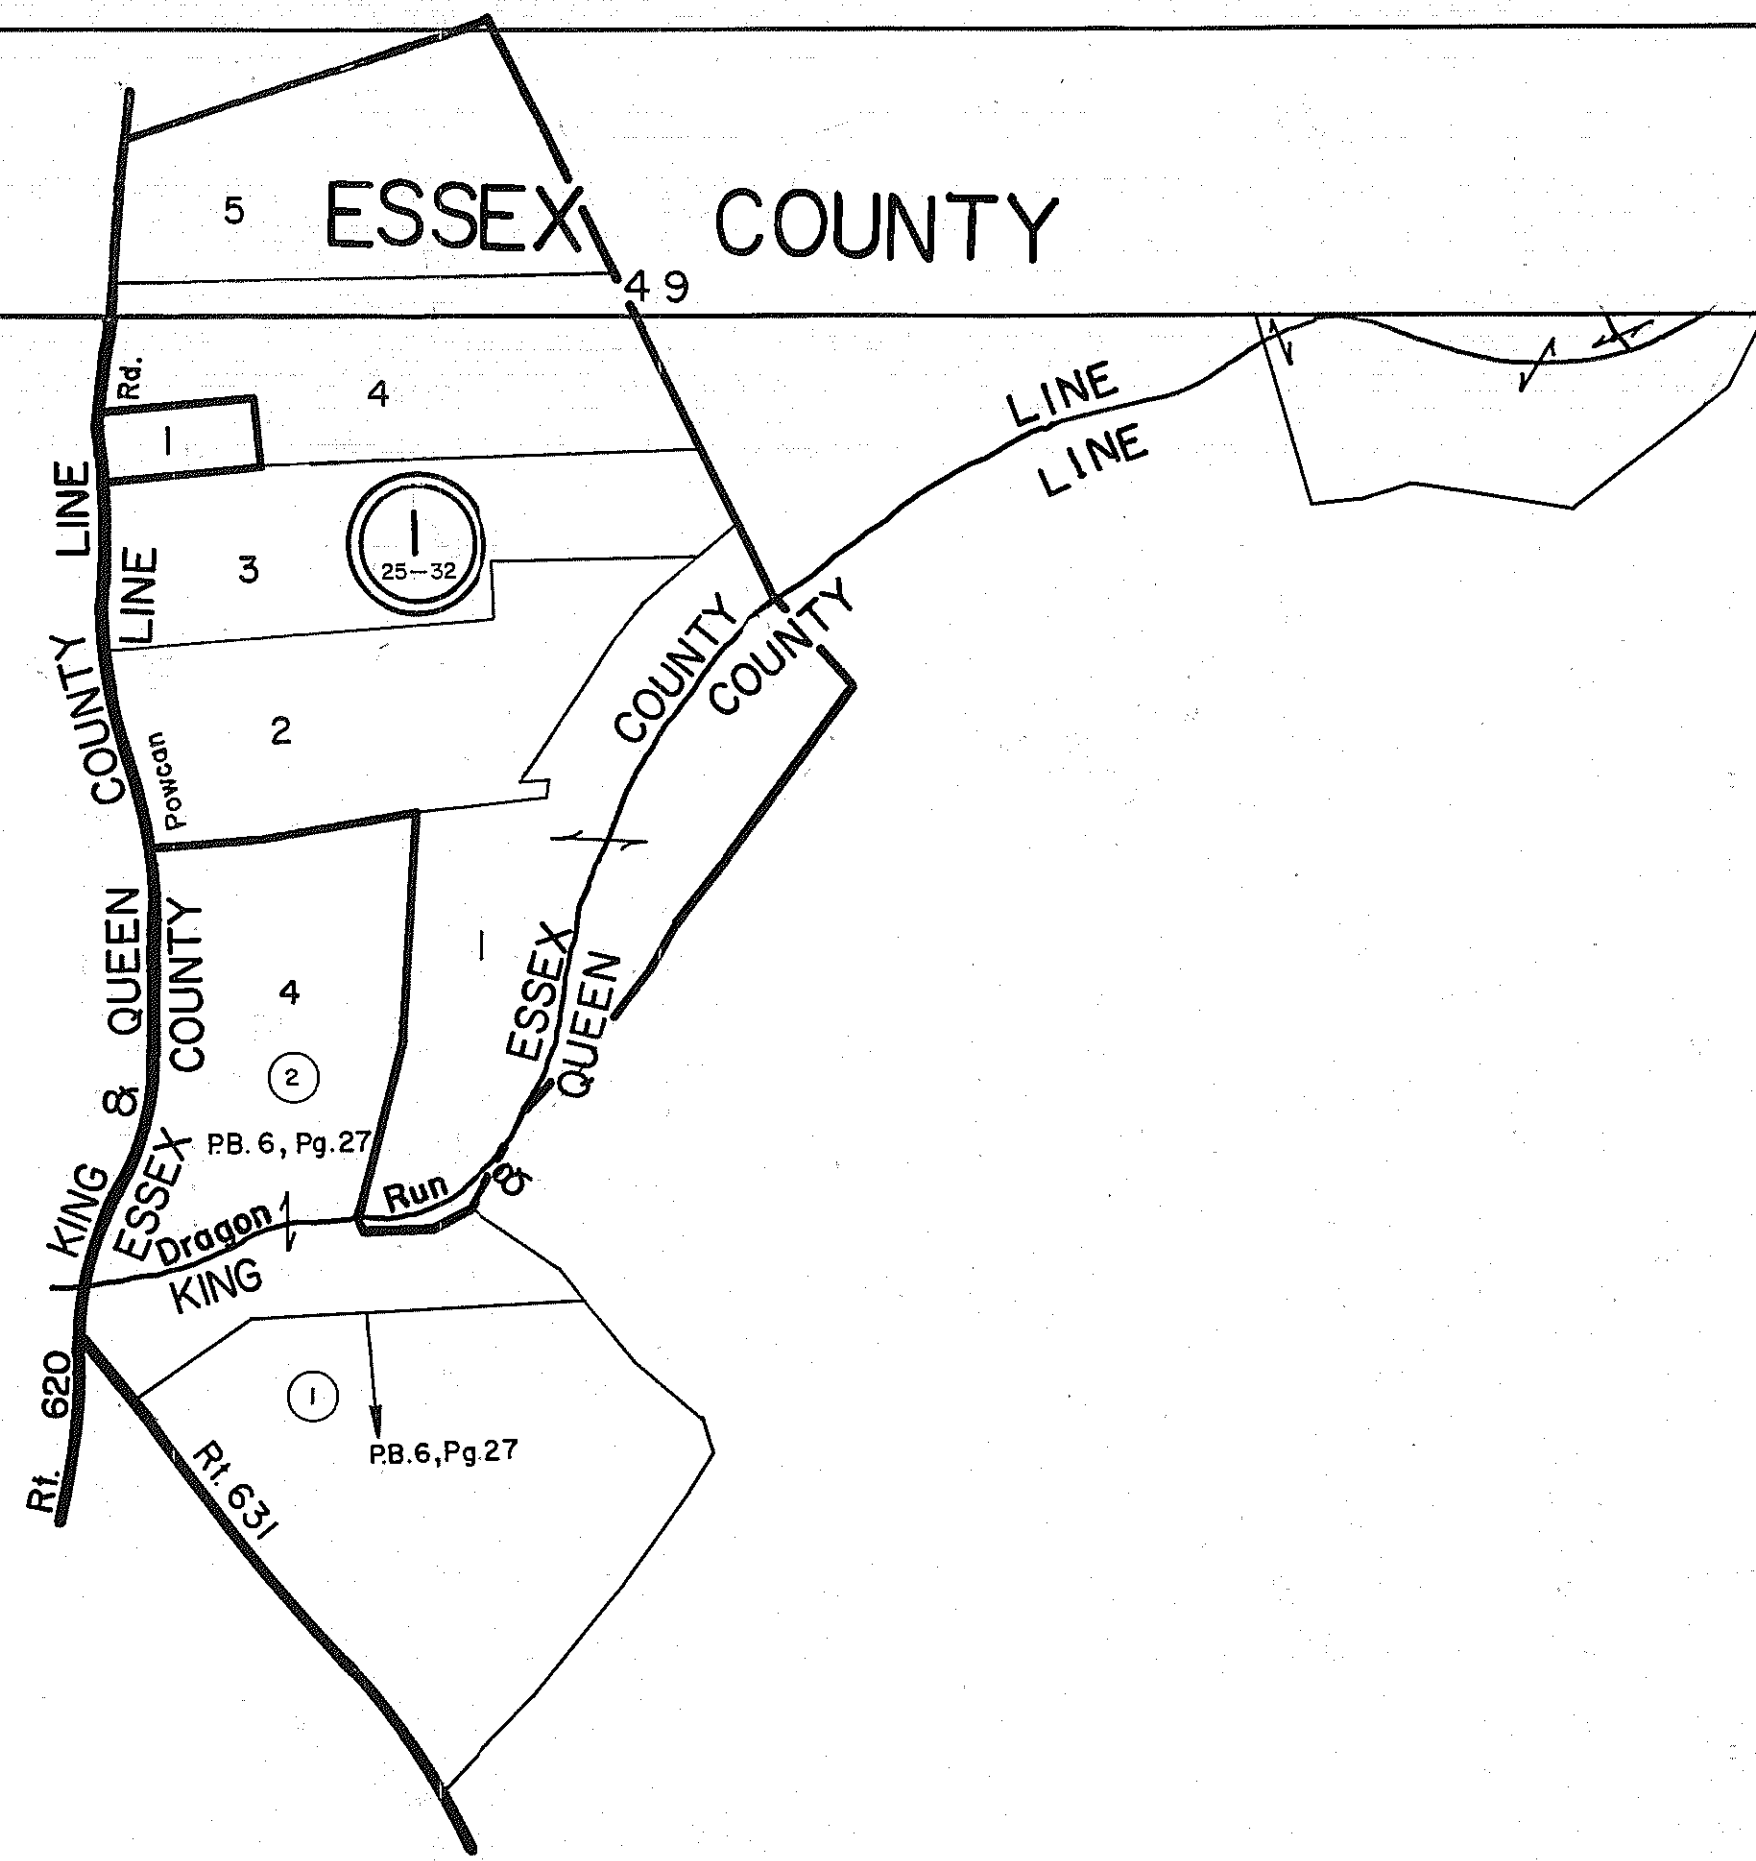 5
ESSEX COUNTY
49
Rd.
4
1
LINE
LINE
LINE
LINE
3
1
25-32
COUNTY
COUNTY
COUNTY
2
Powcan
QUEEN
COUNTY
1
ESSEX
QUEEN
4
2
&
ESSEX
P.B. 6, Pg. 27
KING
Dragon Run
&
KING
Rt. 620
1
P.B. 6, Pg. 27
Rt. 631